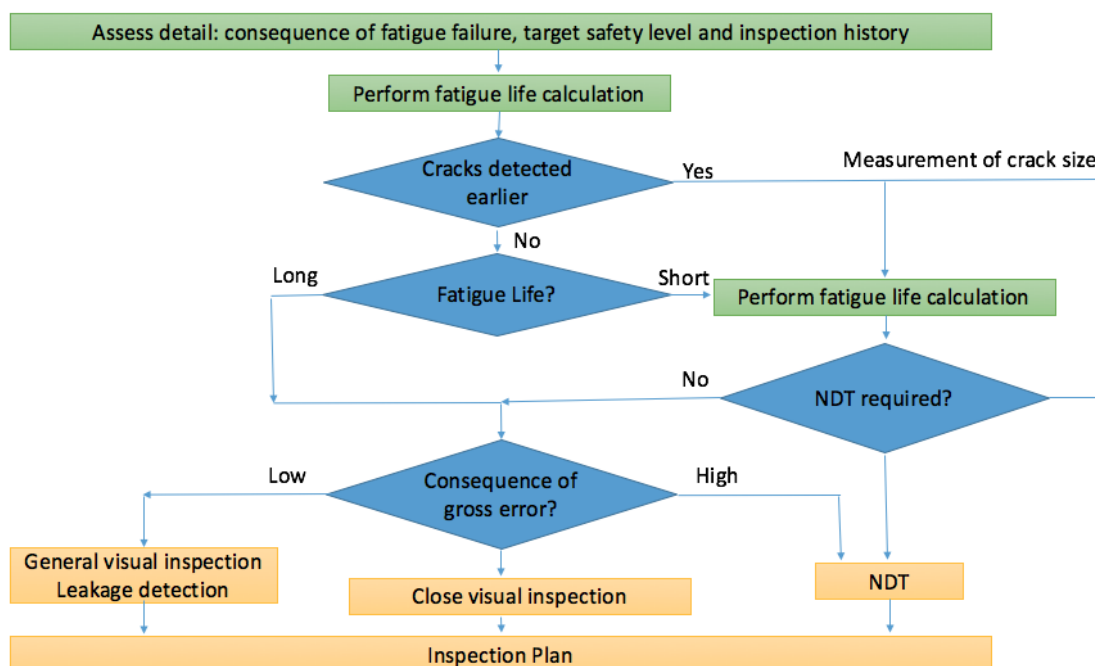 Assess detail: consequence of fatigue failure, target safety level and inspection history
Perform fatigue life calculation
Cracks detected
earlier
Yes
Measurement of crack size
No
Long
Fatigue Life?
Short
Perform fatigue life calculation
No
NDT required?
Low
Consequence of
gross error?
High
General visual inspection
Leakage detection
Close visual inspection
NDT
Inspection Plan